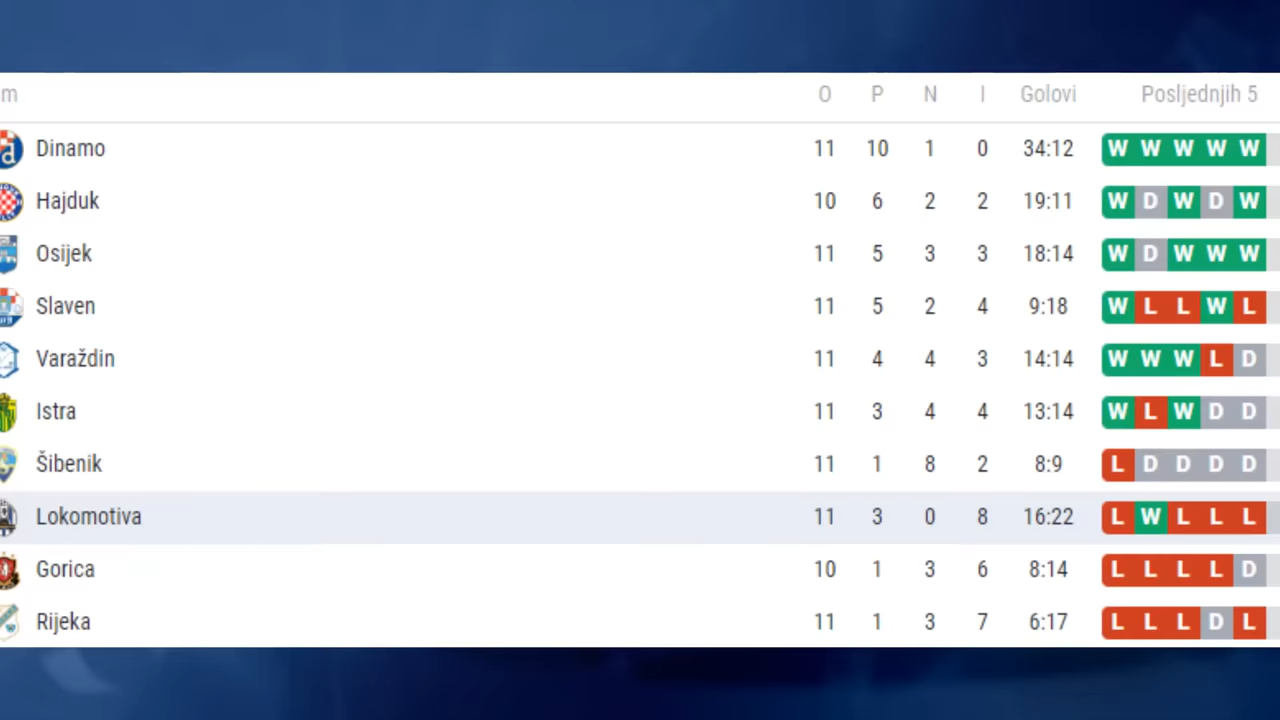 m O P N I Golovi Posljednjih 5
Dinamo 11 10 1 0 34:12 W W W W W
Hajduk 10 6 2 2 19:11 W D W D W
Osijek 11 5 3 3 18:14 W D W W W
Slaven 11 5 2 4 9:18 W L L W L
Varaždin 11 4 4 3 14:14 W W W L D
Istra 11 3 4 4 13:14 W L W D D
Šibenik 11 1 8 2 8:9 L D D D D
Lokomotiva 11 3 0 8 16:22 L W L L L
Gorica 10 1 3 6 8:14 L L L L D
Rijeka 11 1 3 7 6:17 L L L D L